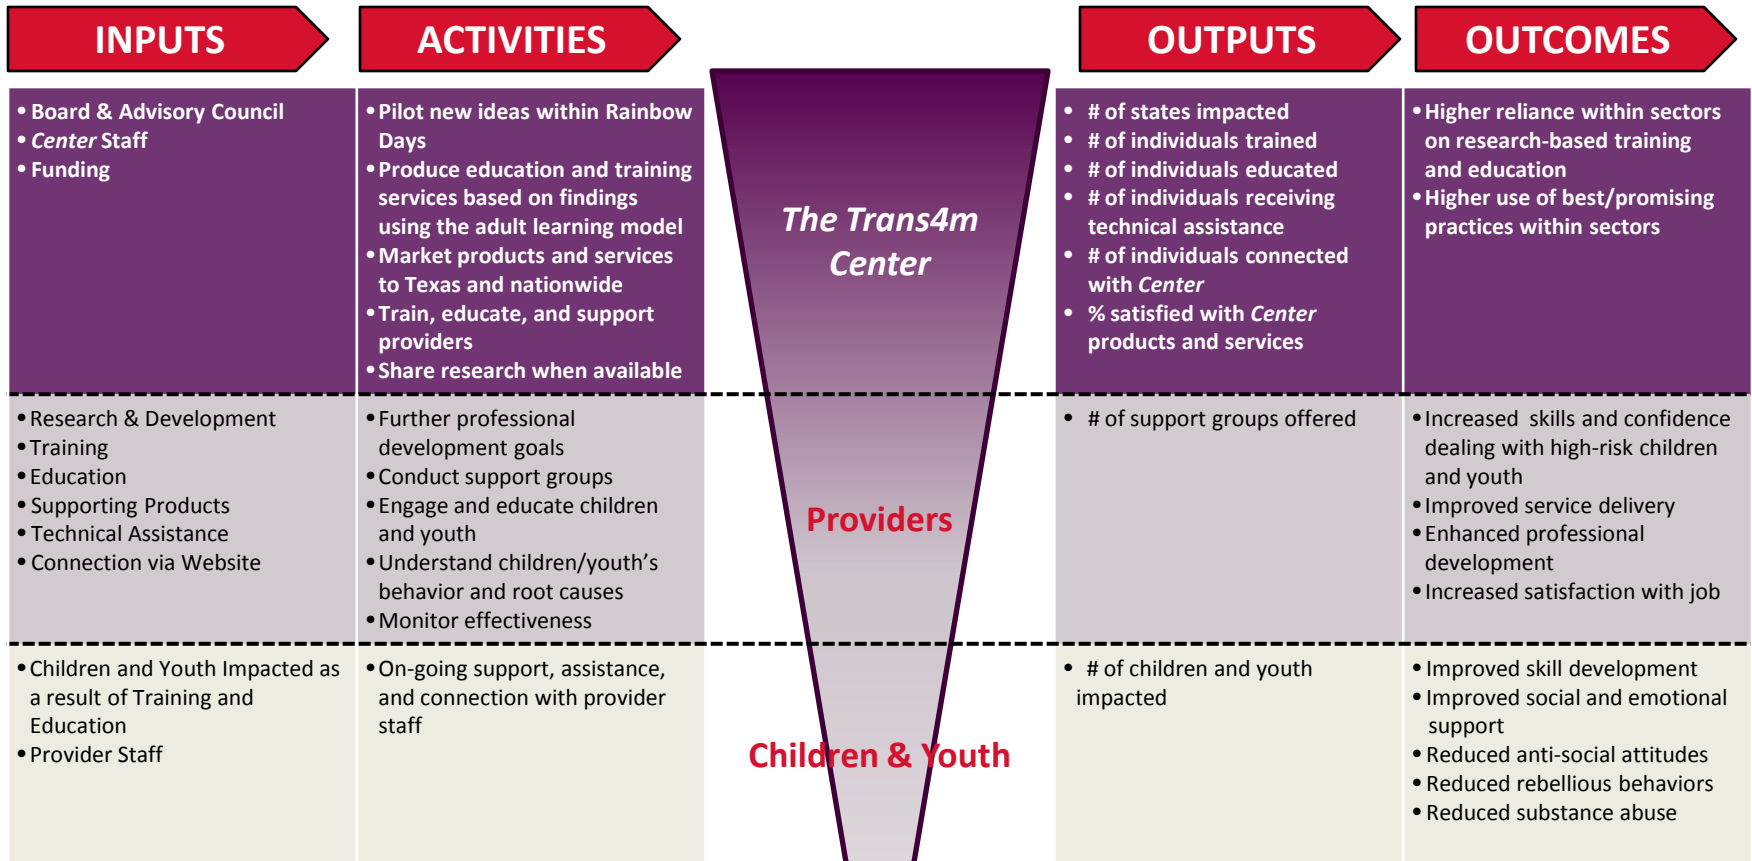 INPUTS
ACTIVITIES
OUTPUTS
OUTCOMES
• Board & Advisory Council
• Center Staff
• Funding
• Pilot new ideas within Rainbow
Days
• Produce education and training
services based on findings
using the adult learning model
• Market products and services
to Texas and nationwide
• Train, educate, and support
providers
• Share research when available
The Trans4m
Center
• # of states impacted
• # of individuals trained
• # of individuals educated
• # of individuals receiving
technical assistance
• # of individuals connected
with Center
• % satisfied with Center
products and services
• Higher reliance within sectors
on research-based training
and education
• Higher use of best/promising
practices within sectors
• Research & Development
• Training
• Education
• Supporting Products
• Technical Assistance
• Connection via Website
• Further professional
development goals
• Conduct support groups
• Engage and educate children
and youth
• Understand children/youth’s
behavior and root causes
• Monitor effectiveness
Providers
• # of support groups offered
• Increased skills and confidence
dealing with high-risk children
and youth
• Improved service delivery
• Enhanced professional
development
• Increased satisfaction with job
• Children and Youth Impacted as
a result of Training and
Education
• Provider Staff
• On-going support, assistance,
and connection with provider
staff
Children & Youth
• # of children and youth
impacted
• Improved skill development
• Improved social and emotional
support
• Reduced anti-social attitudes
• Reduced rebellious behaviors
• Reduced substance abuse